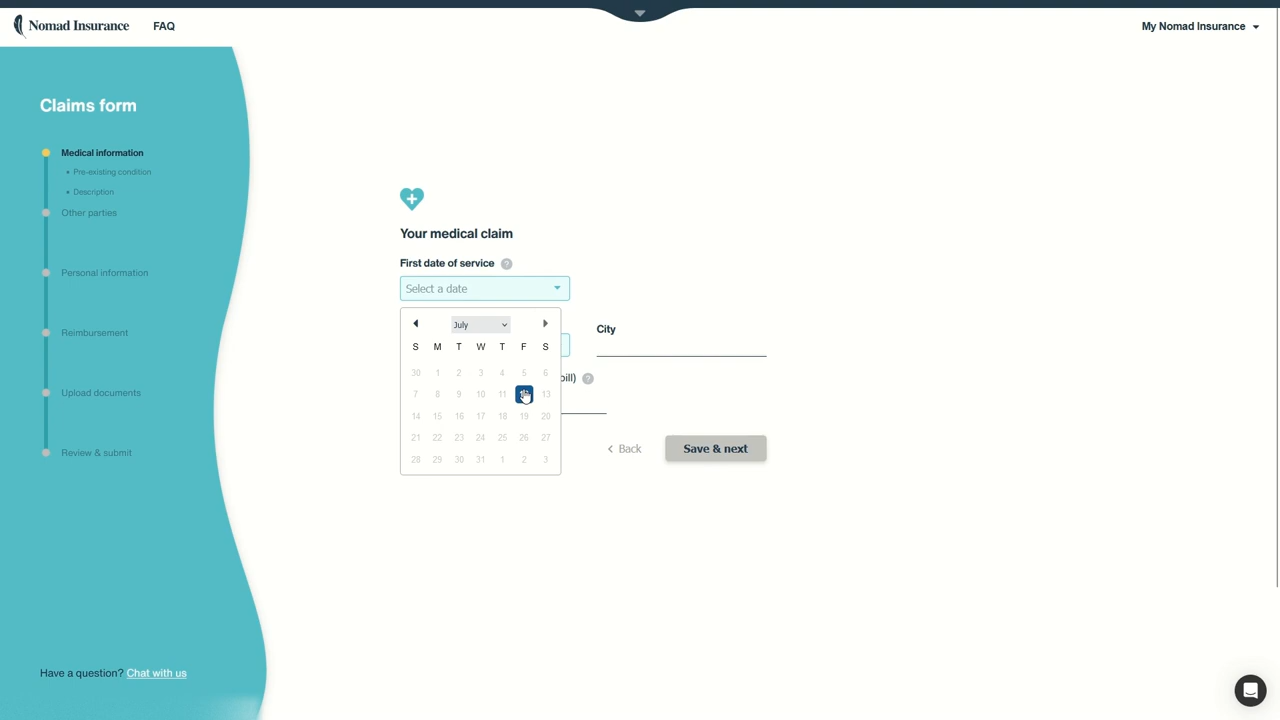 Nomad Insurance
FAQ
My Nomad Insurance
Claims form
Medical information
• Pre-existing condition
• Description
Other parties
Personal information
Reimbursement
Upload documents
Review & submit
Have a question? Chat with us
Your medical claim
First date of service ?
Select a date
July
S M T W T F S
30 1 2 3 4 5 6
7 8 9 10 11 13
14 15 16 17 18 19 20
21 22 23 24 25 26 27
28 29 30 31 1 2 3
City
bill) ?
Back
Save & next